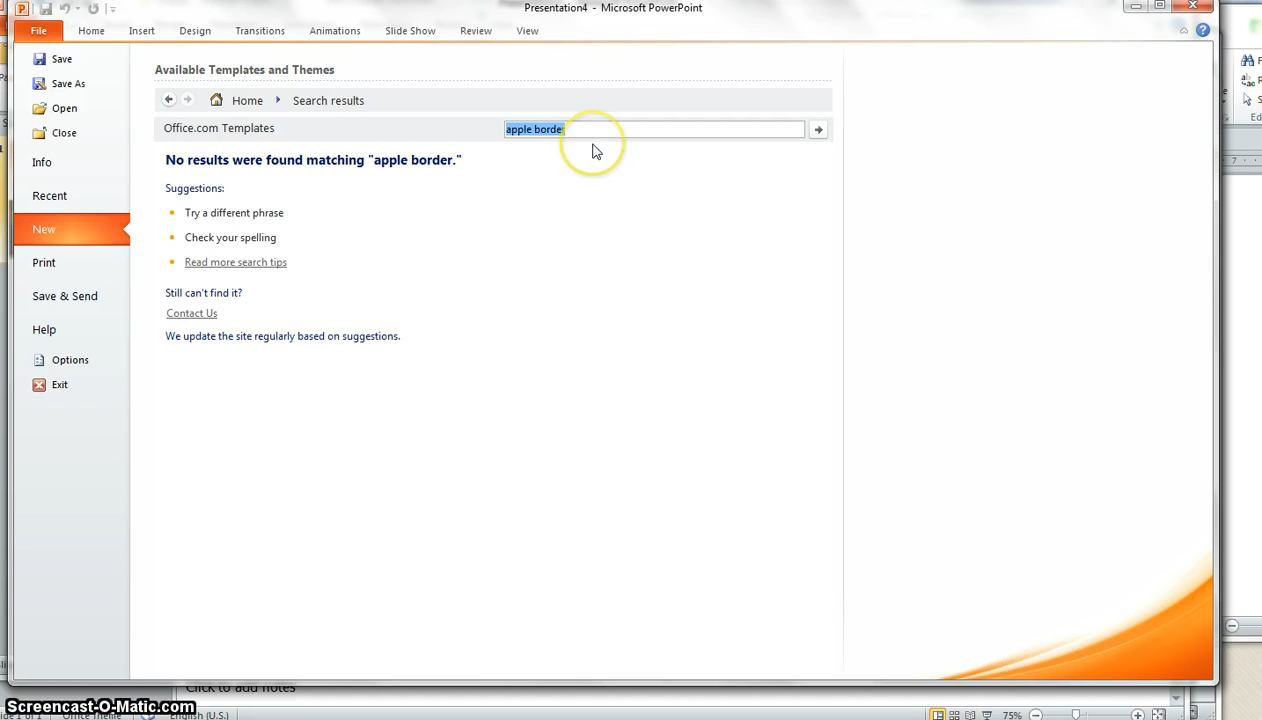 Presentation4 - Microsoft PowerPoint
File Home Insert Design Transitions Animations Slide Show Review View
Save
Save As
Open
Close
Info
Recent
New
Print
Save & Send
Help
Options
Exit
Available Templates and Themes
Home Search results
Office.com Templates apple border
No results were found matching "apple border."
Suggestions:
Try a different phrase
Check your spelling
Read more search tips
Still can't find it?
Contact Us
We update the site regularly based on suggestions.
Click to add notes
Office Theme English (U.S.) 75%
Screencast-O-Matic.com